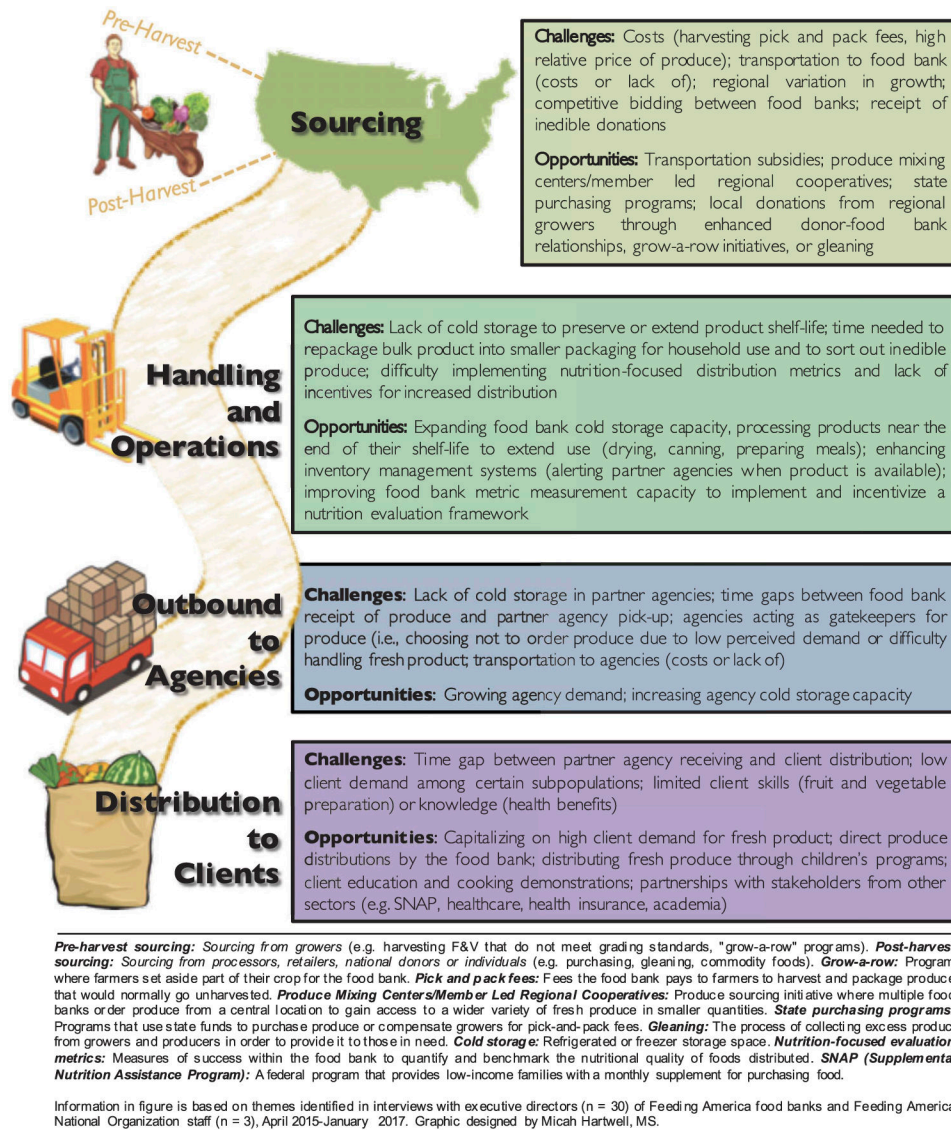 Pre-Harvest
Sourcing
Post-Harvest
Challenges: Costs (harvesting pick and pack fees, high
relative price of produce); transportation to food bank
(costs or lack of); regional variation in growth;
competitive bidding between food banks; receipt of
inedible donations
Opportunities: Transportation subsidies; produce mixing
centers/member led regional cooperatives; state
purchasing programs; local donations from regional
growers through enhanced donor-food bank
relationships, grow-a-row initiatives, or gleaning
Handling
and
Operations
Challenges: Lack of cold storage to preserve or extend product shelf-life; time needed to
repackage bulk product into smaller packaging for household use and to sort out inedible
produce; difficulty implementing nutrition-focused distribution metrics and lack of
incentives for increased distribution
Opportunities: Expanding food bank cold storage capacity, processing products near the
end of their shelf-life to extend use (drying, canning, preparing meals); enhancing
inventory management systems (alerting partner agencies when product is available);
improving food bank metric measurement capacity to implement and incentivize a
nutrition evaluation framework
Outbound
to
Agencies
Challenges: Lack of cold storage in partner agencies; time gaps between food bank
receipt of produce and partner agency pick-up; agencies acting as gatekeepers for
produce (i.e., choosing not to order produce due to low perceived demand or difficulty
handling fresh product; transportation to agencies (costs or lack of)
Opportunities: Growing agency demand; increasing agency cold storage capacity
Distribution
to
Clients
Challenges: Time gap between partner agency receiving and client distribution; low
client demand among certain subpopulations; limited client skills (fruit and vegetable
preparation) or knowledge (health benefits)
Opportunities: Capitalizing on high client demand for fresh product; direct produce
distributions by the food bank; distributing fresh produce through children's programs;
client education and cooking demonstrations; partnerships with stakeholders from other
sectors (e.g. SNAP, healthcare, health insurance, academia)
Pre-harvest sourcing: Sourcing from growers (e.g. harvesting F&V that do not meet grading standards, "grow-a-row" programs). Post-harves
sourcing: Sourcing from processors, retailers, national donors or individuals (e.g. purchasing, gleaning, commodity foods). Grow-a-row: Program
where farmers set aside part of their crop for the food bank. Pick and pack fees: Fees the food bank pays to farmers to harvest and package produce
that would normally go unharvested. Produce Mixing Centers/Member Led Regional Cooperatives: Produce sourcing initiative where multiple foo
banks order produce from a central location to gain access to a wider variety of fresh produce in smaller quantities. State purchasing programs
Programs that use state funds to purchase produce or compensate growers for pick-and-pack fees. Gleaning: The process of collecting excess produ
from growers and producers in order to provide it to those in need. Cold storage: Refrigerated or freezer storage space. Nutrition-focused evaluation
metrics: Measures of success within the food bank to quantify and benchmark the nutritional quality of foods distributed. SNAP (Supplementa
Nutrition Assistance Program): A federal program that provides low-income families with a monthly supplement for purchasing food.
Information in figure is based on themes identified in interviews with executive directors (n = 30) of Feeding America food banks and Feeding America
National Organization staff (n = 3), April 2015-January 2017. Graphic designed by Micah Hartwell, MS.